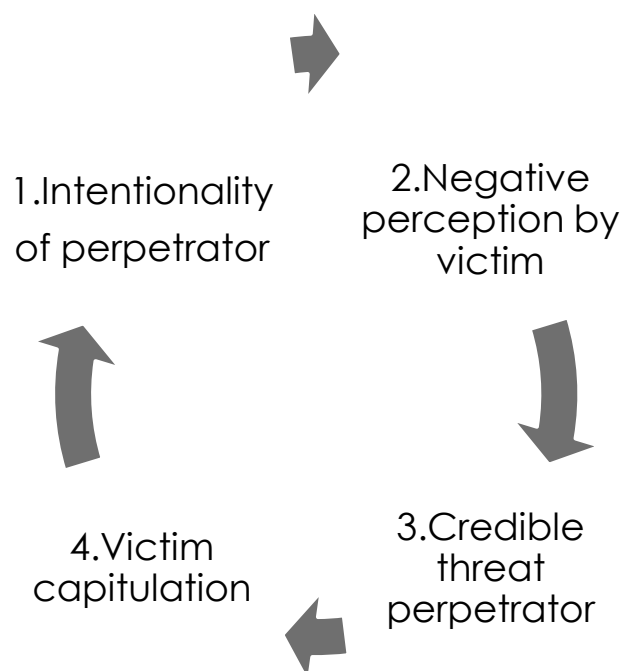 1.Intentionality
of perpetrator
2.Negative
perception by
victim
3.Credible
threat
perpetrator
4.Victim
capitulation